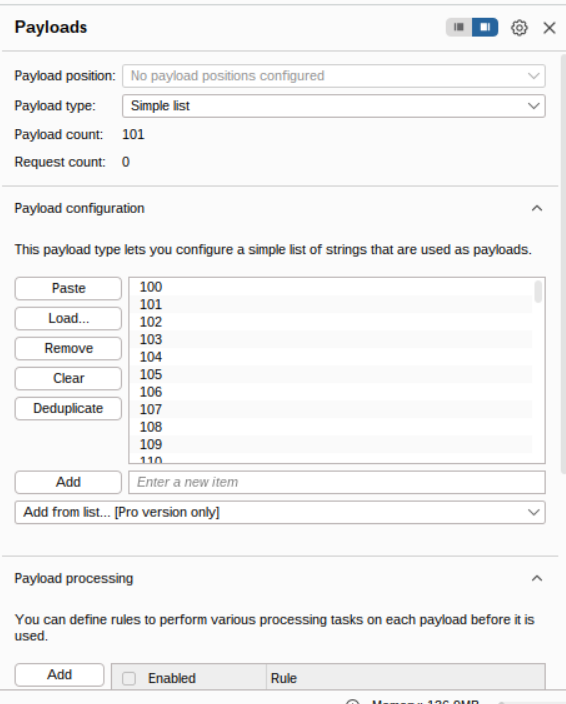 Payloads
Payload position: No payload positions configured
Payload type: Simple list
Payload count: 101
Request count: 0
Payload configuration
This payload type lets you configure a simple list of strings that are used as payloads.
Paste
Load...
Remove
Clear
Deduplicate
100
101
102
103
104
105
106
107
108
109
110
Add Enter a new item
Add from list... [Pro version only]
Payload processing
You can define rules to perform various processing tasks on each payload before it is
used.
Add Enabled Rule
Memory: 126.0MB